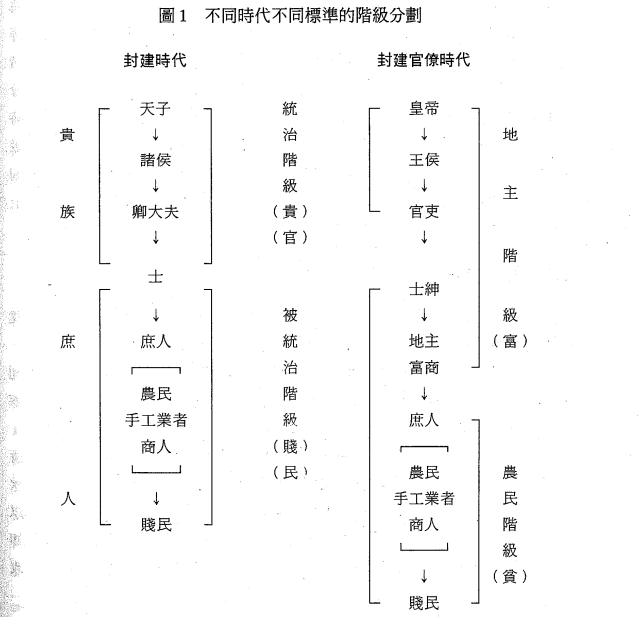 圖1 不同時代不同標準的階級分劃
封建時代
貴族
庶人
天子
↓
諸侯
↓
卿大夫
↓
士
↓
庶人
農民
手工業者
商人
↓
賤民
統治階級(貴)(官)
被統治階級(賤)(民)
封建官僚時代
皇帝
↓
王侯
↓
官吏
↓
士紳
↓
地主
富商
↓
庶人
農民
手工業者
商人
↓
賤民
地主階級(富)
農民階級(貧)